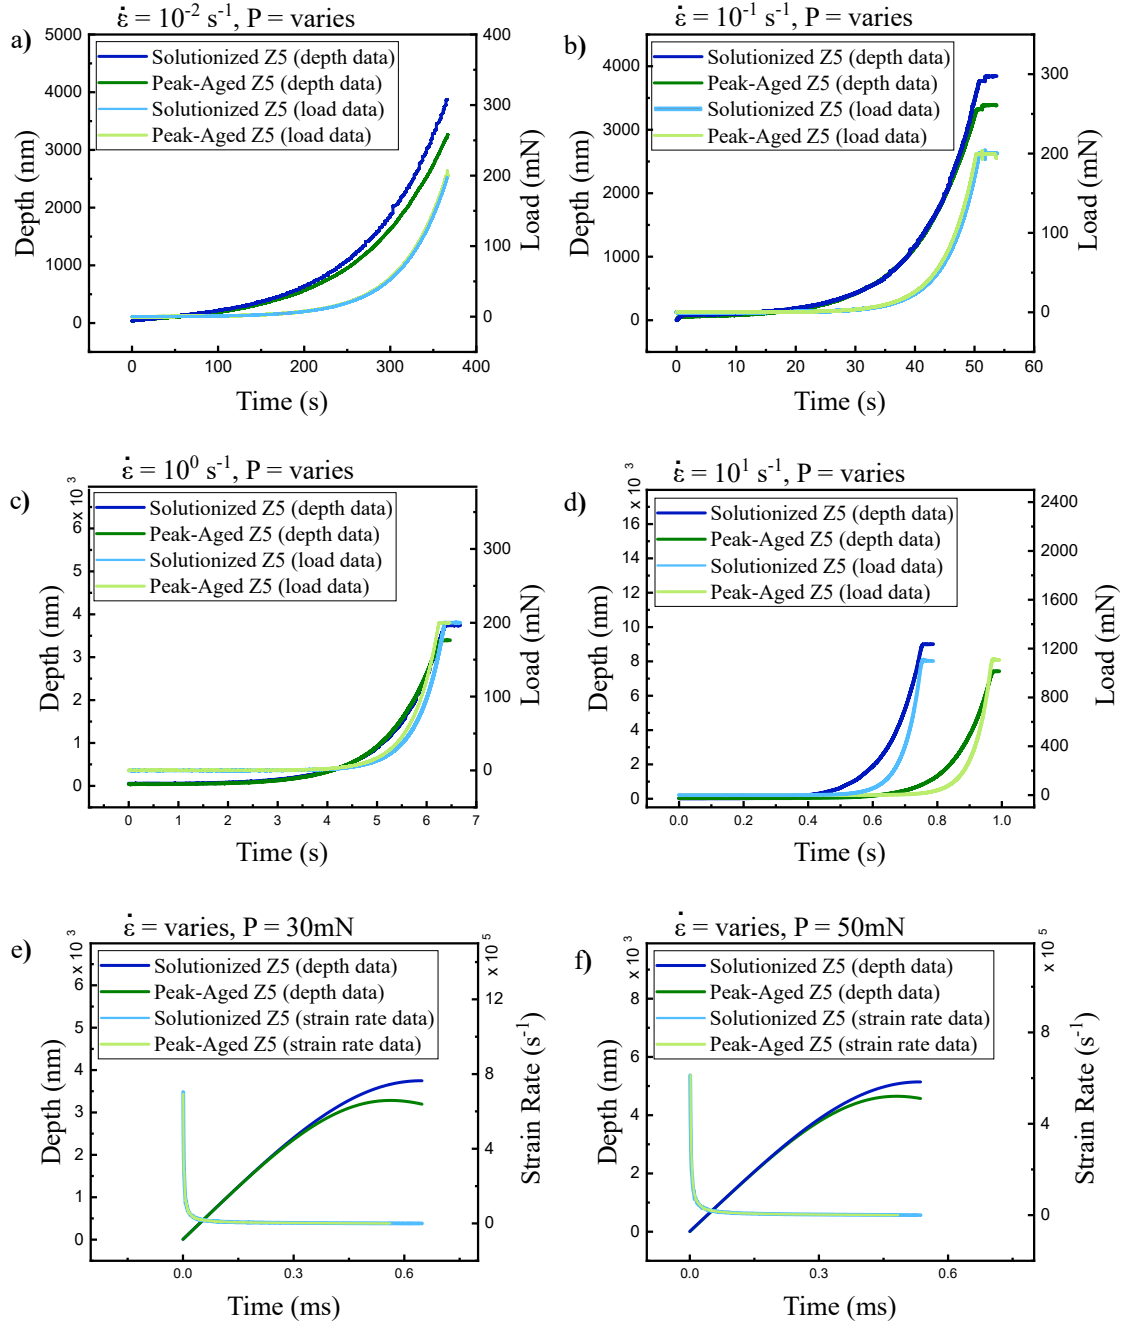 a)
ε̇ = 10⁻² s⁻¹, P = varies
Solutionized Z5 (depth data)
Peak-Aged Z5 (depth data)
Solutionized Z5 (load data)
Peak-Aged Z5 (load data)
5000
4000
3000
2000
1000
0
Depth (nm)
400
300
200
100
0
Load (mN)
0 100 200 300 400
Time (s)
b)
ε̇ = 10⁻¹ s⁻¹, P = varies
Solutionized Z5 (depth data)
Peak-Aged Z5 (depth data)
Solutionized Z5 (load data)
Peak-Aged Z5 (load data)
4000
3000
2000
1000
0
Depth (nm)
300
200
100
0
Load (mN)
0 10 20 30 40 50 60
Time (s)
c)
ε̇ = 10⁰ s⁻¹, P = varies
x 10³
Solutionized Z5 (depth data)
Peak-Aged Z5 (depth data)
Solutionized Z5 (load data)
Peak-Aged Z5 (load data)
6
5
4
3
2
1
0
Depth (nm)
300
200
100
0
Load (mN)
0 1 2 3 4 5 6 7
Time (s)
d)
ε̇ = 10¹ s⁻¹, P = varies
x 10³
Solutionized Z5 (depth data)
Peak-Aged Z5 (depth data)
Solutionized Z5 (load data)
Peak-Aged Z5 (load data)
16
14
12
10
8
6
4
2
0
Depth (nm)
2400
2000
1600
1200
800
400
0
Load (mN)
0.0 0.2 0.4 0.6 0.8 1.0
Time (s)
e)
ε̇ = varies, P = 30mN
x 10³
x 10⁵
Solutionized Z5 (depth data)
Peak-Aged Z5 (depth data)
Solutionized Z5 (strain rate data)
Peak-Aged Z5 (strain rate data)
6
5
4
3
2
1
0
Depth (nm)
12
8
4
0
Strain Rate (s⁻¹)
0.0 0.3 0.6
Time (ms)
f)
ε̇ = varies, P = 50mN
x 10³
x 10⁵
Solutionized Z5 (depth data)
Peak-Aged Z5 (depth data)
Solutionized Z5 (strain rate data)
Peak-Aged Z5 (strain rate data)
8
6
4
2
0
Depth (nm)
8
4
0
Strain Rate (s⁻¹)
0.0 0.3 0.6
Time (ms)